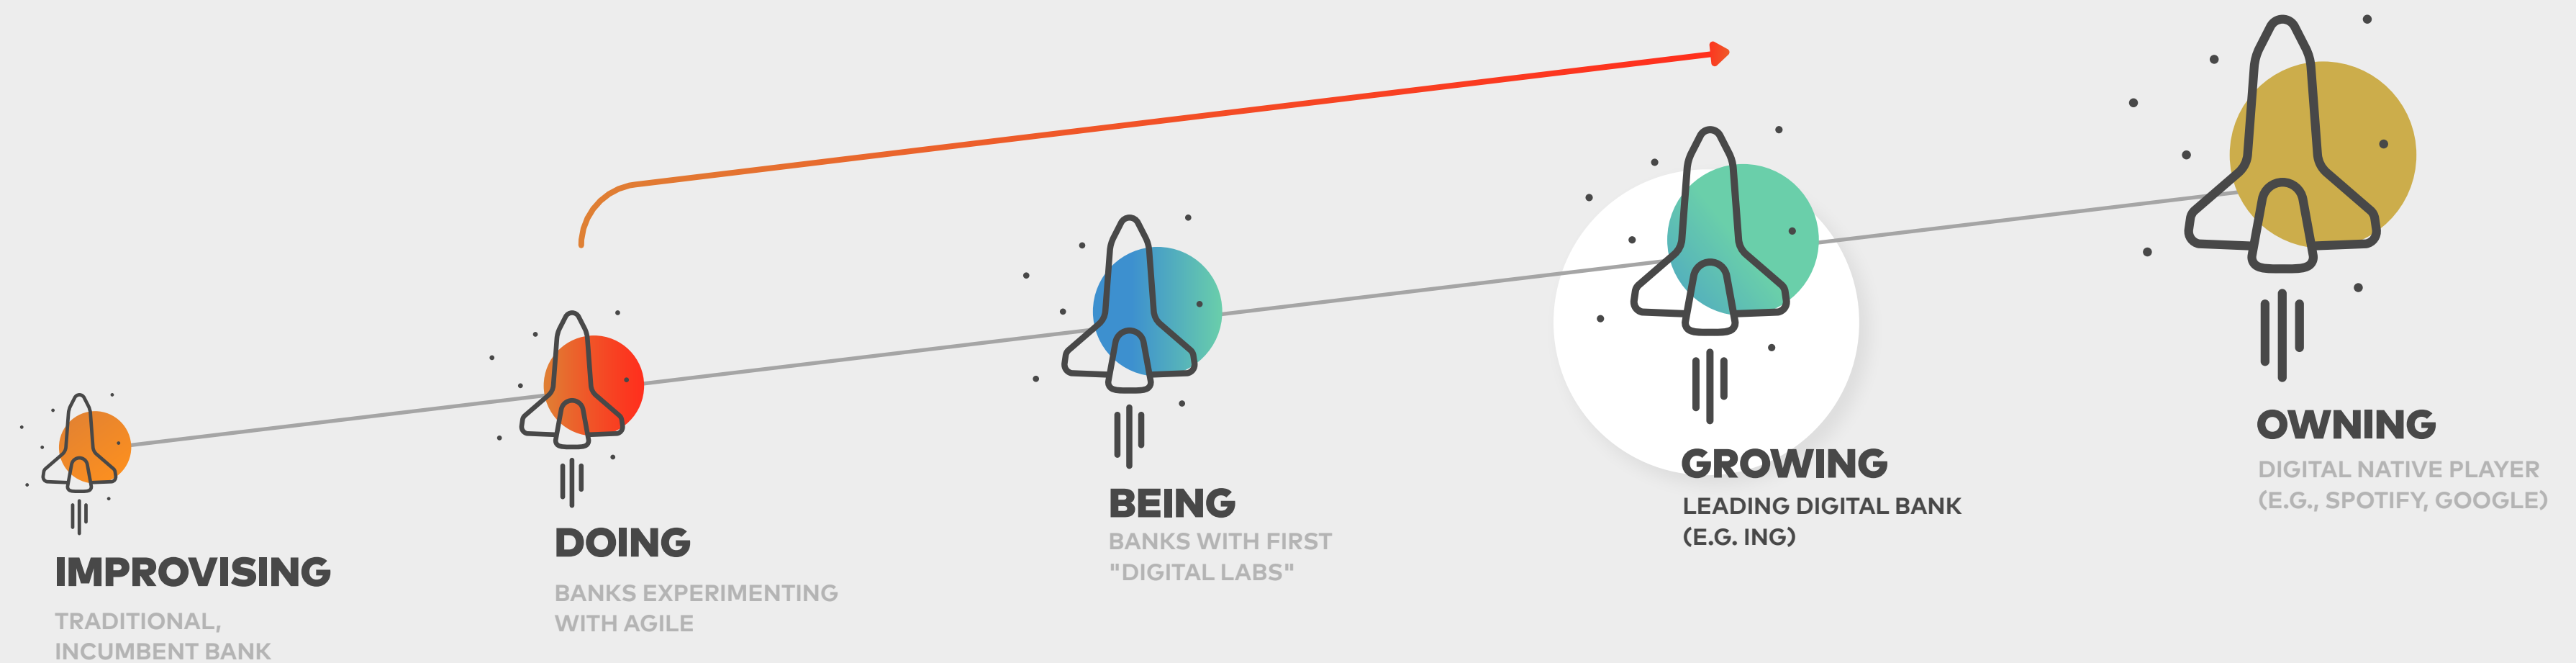 IMPROVISING
TRADITIONAL,
INCUMBENT BANK
DOING
BANKS EXPERIMENTING
WITH AGILE
BEING
BANKS WITH FIRST
"DIGITAL LABS"
GROWING
LEADING DIGITAL BANK
(E.G. ING)
OWNING
DIGITAL NATIVE PLAYER
(E.G., SPOTIFY, GOOGLE)